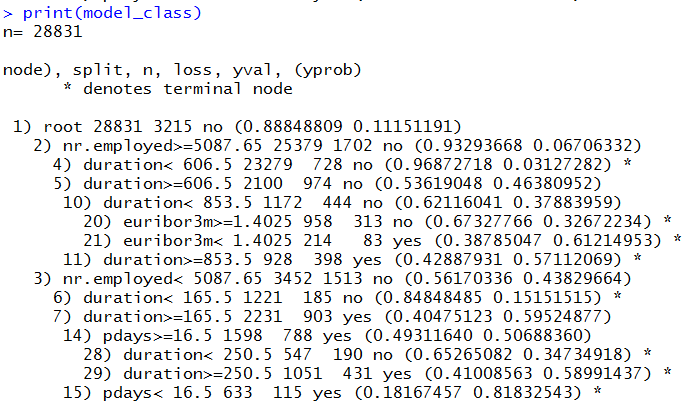 > print(model_class)
n= 28831
node), split, n, loss, yval, (yprob)
      * denotes terminal node
 1) root 28831 3215 no (0.88848809 0.11151191)
   2) nr.employed>=5087.65 25379 1702 no (0.93293668 0.06706332)
     4) duration< 606.5 23279  728 no (0.96872718 0.03127282) *
     5) duration>=606.5 2100  974 no (0.53619048 0.46380952)
      10) duration< 853.5 1172  444 no (0.62116041 0.37883959)
        20) euribor3m>=1.4025 958  313 no (0.67327766 0.32672234) *
        21) euribor3m< 1.4025 214   83 yes (0.38785047 0.61214953) *
      11) duration>=853.5 928  398 yes (0.42887931 0.57112069) *
   3) nr.employed< 5087.65 3452 1513 no (0.56170336 0.43829664)
     6) duration< 165.5 1221  185 no (0.84848485 0.15151515) *
     7) duration>=165.5 2231  903 yes (0.40475123 0.59524877)
      14) pdays>=16.5 1598  788 yes (0.49311640 0.50688360)
        28) duration< 250.5 547  190 no (0.65265082 0.34734918) *
        29) duration>=250.5 1051  431 yes (0.41008563 0.58991437) *
      15) pdays< 16.5 633  115 yes (0.18167457 0.81832543) *